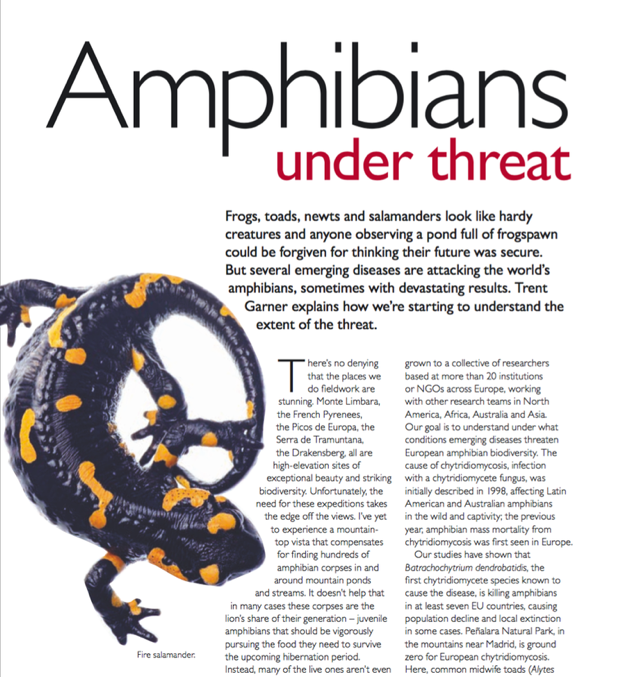 Amphibians
under threat
Frogs, toads, newts and salamanders look like hardy
creatures and anyone observing a pond full of frogspawn
could be forgiven for thinking their future was secure.
But several emerging diseases are attacking the world's
amphibians, sometimes with devastating results. Trent
Garner explains how we're starting to understand the
extent of the threat.
There's no denying
that the places we
do fieldwork are
stunning. Monte Limbara,
the French Pyrenees,
the Picos de Europa, the
Serra de Tramuntana,
the Drakensberg, all are
high-elevation sites of
exceptional beauty and striking
biodiversity. Unfortunately, the
need for these expeditions takes
the edge off the views. I've yet
to experience a mountain-
top vista that compensates
for finding hundreds of
amphibian corpses in and
around mountain ponds
and streams. It doesn't help that
in many cases these corpses are the
lion's share of their generation – juvenile
amphibians that should be vigorously
pursuing the food they need to survive
the upcoming hibernation period.
Instead, many of the live ones aren't even
grown to a collective of researchers
based at more than 20 institutions
or NGOs across Europe, working
with other research teams in North
America, Africa, Australia and Asia.
Our goal is to understand under what
conditions emerging diseases threaten
European amphibian biodiversity. The
cause of chytridiomycosis, infection
with a chytridiomycete fungus, was
initially described in 1998, affecting Latin
American and Australian amphibians
in the wild and captivity; the previous
year, amphibian mass mortality from
chytridiomycosis was first seen in Europe.
Our studies have shown that
Batrachochytrium dendrobatidis, the
first chytridiomycete species known to
cause the disease, is killing amphibians
in at least seven EU countries, causing
population decline and local extinction
in some cases. Peñalara Natural Park, in
the mountains near Madrid, is ground
zero for European chytridiomycosis.
Here, common midwife toads (Alytes
Fire salamander.